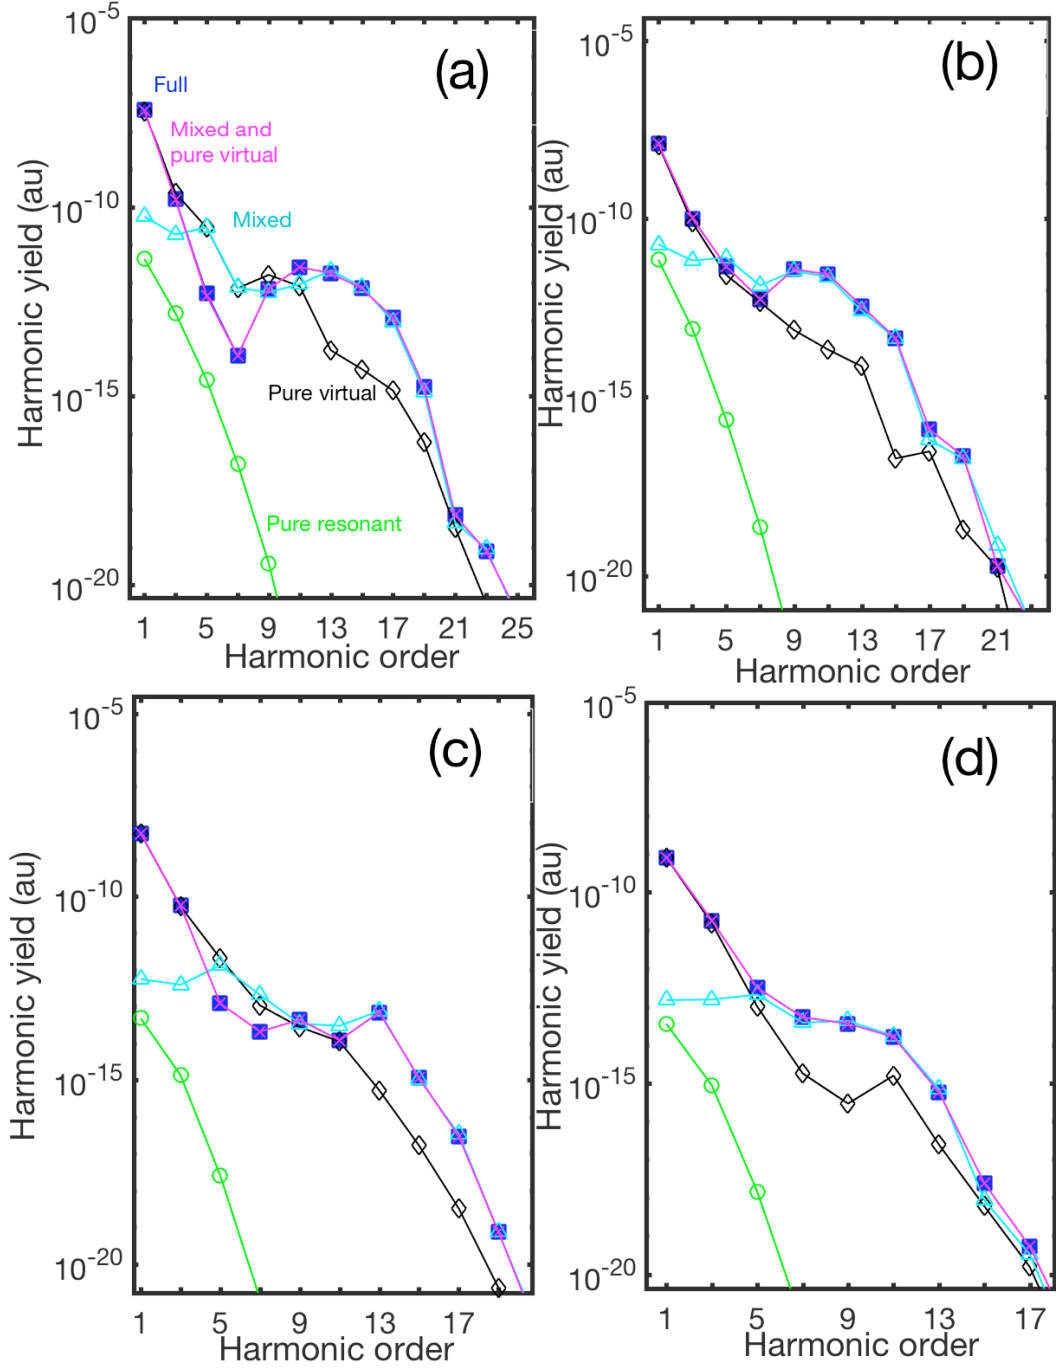 (a)
10-5
10-10
10-15
10-20
Harmonic yield (au)
Full
Mixed and
pure virtual
Mixed
Pure virtual
Pure resonant
1 5 9 13 17 21 25
Harmonic order
(b)
10-5
10-10
10-15
10-20
Harmonic yield (au)
1 5 9 13 17 21
Harmonic order
(c)
10-5
10-10
10-15
10-20
Harmonic yield (au)
1 5 9 13 17
Harmonic order
(d)
10-5
10-10
10-15
10-20
Harmonic yield (au)
1 5 9 13 17
Harmonic order